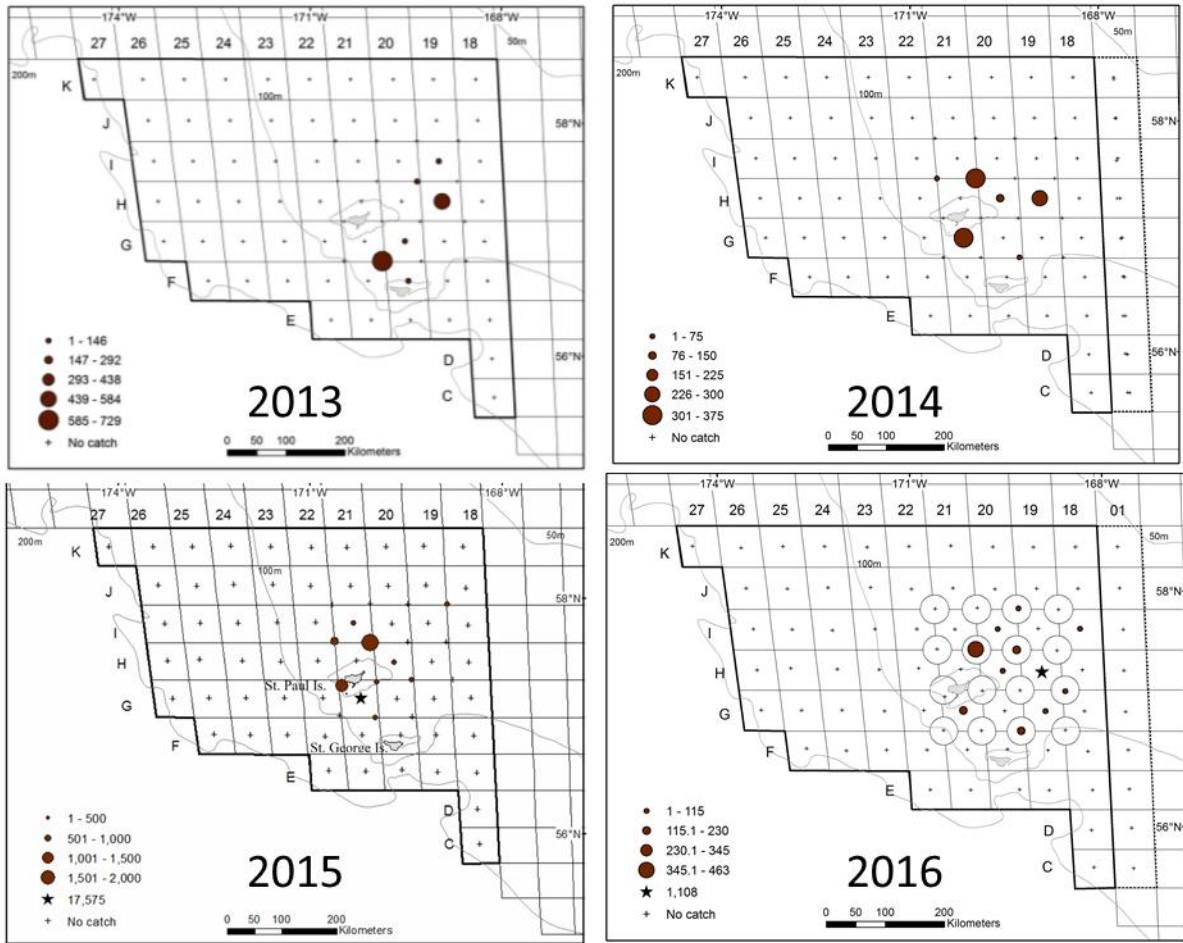 174°W 171°W 168°W
27 26 25 24 23 22 21 20 19 18 50m
200m
K
100m
J
58°N
I
H
G
F
E
D
56°N
C
1 - 146
147 - 292
293 - 438
439 - 584
585 - 729
No catch
2013
0 50 100 200
Kilometers
174°W 171°W 168°W
27 26 25 24 23 22 21 20 19 18 50m
200m
K
100m
J
58°N
I
H
G
F
E
D
56°N
C
1 - 75
76 - 150
151 - 225
226 - 300
301 - 375
No catch
2014
0 50 100 200
Kilometers
174°W 171°W 168°W
27 26 25 24 23 22 21 20 19 18
200m 50m
K
100m
J
58°N
I
H
St. Paul Is.
G
F
St. George Is.
E
D
56°N
C
1 - 500
501 - 1,000
1,001 - 1,500
1,501 - 2,000
17,575
No catch
2015
0 50 100 200
Kilometers
174°W 171°W 168°W
27 26 25 24 23 22 21 20 19 18 01
200m 50m
K
100m
J
58°N
I
H
G
F
E
D
56°N
C
1 - 115
115.1 - 230
230.1 - 345
345.1 - 463
1,108
No catch
2016
0 50 100 200
Kilometers